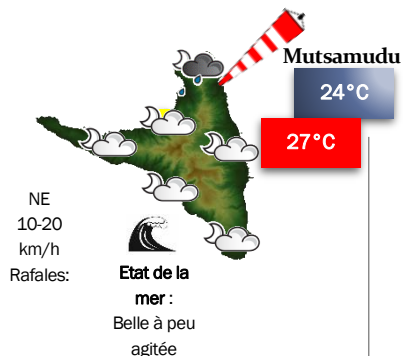 Mutsamudu
24°C
27°C
NE
10-20
km/h
Rafales:
Etat de la
mer :
Belle à peu
agitée